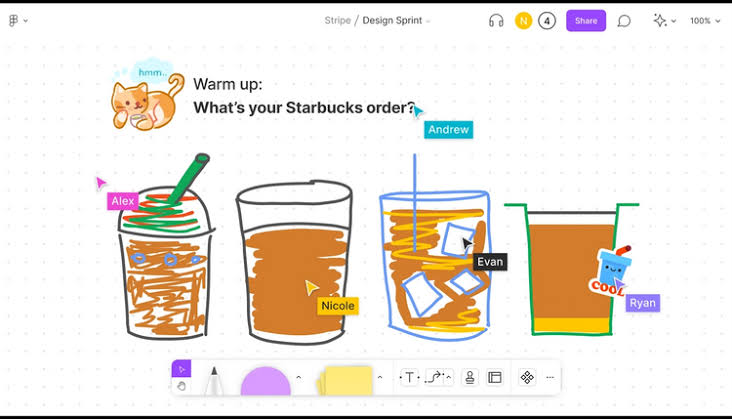 Stripe / Design Sprint
N
4
Share
100%
hmm..
Warm up:
What's your Starbucks order?
Andrew
Alex
Evan
Nicole
COOL
Ryan
T